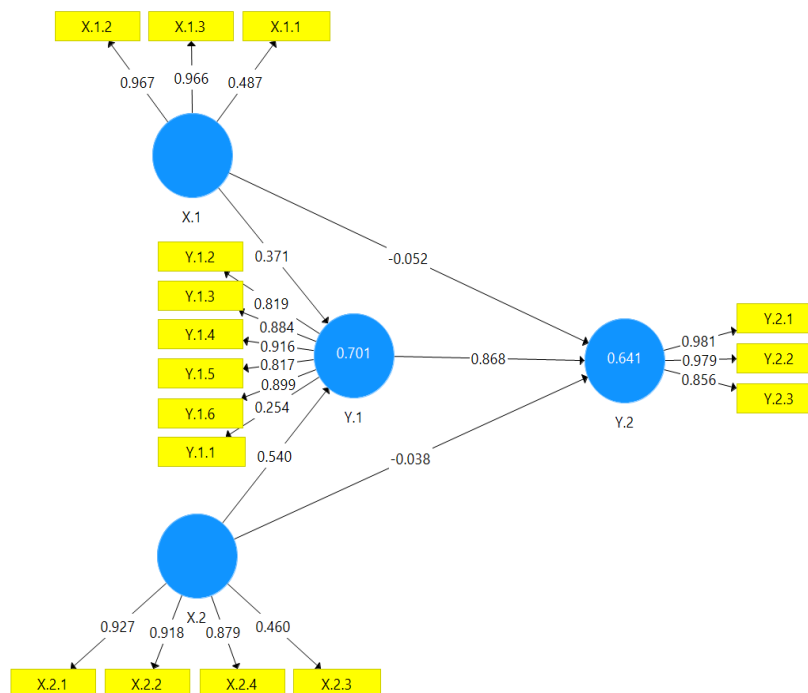 X.1.2 X.1.3 X.1.1
0.967 0.966 0.487
X.1
Y.1.2 0.371 -0.052
Y.1.3 0.819
Y.1.4 0.884
0.916
Y.1.5 0.817
Y.1.6 0.899
Y.1.1 0.254
0.701
Y.1
0.868
0.641
Y.2
0.981 Y.2.1
0.979 Y.2.2
0.856 Y.2.3
0.540 -0.038
X.2
0.927 0.918 0.879 0.460
X.2.1 X.2.2 X.2.4 X.2.3